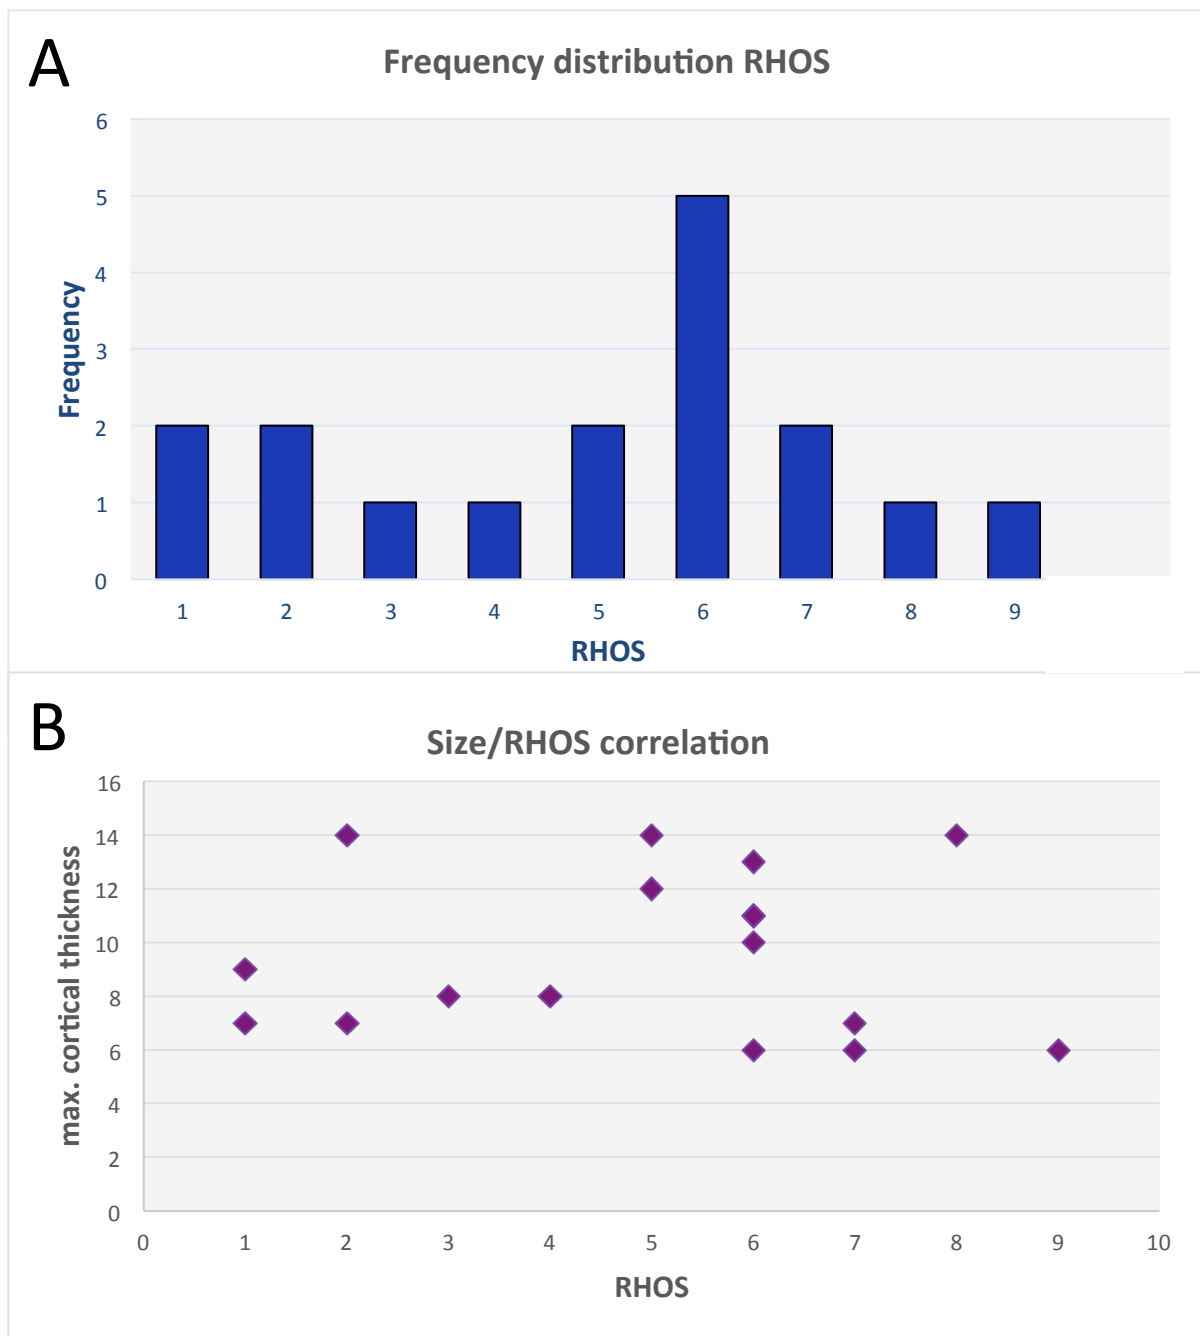 A
Frequency distribution RHOS
6
5
4
3
2
1
0
Frequency
1 2 3 4 5 6 7 8 9
RHOS
B
Size/RHOS correlation
16
14
12
10
8
6
4
2
0
max. cortical thickness
0 1 2 3 4 5 6 7 8 9 10
RHOS